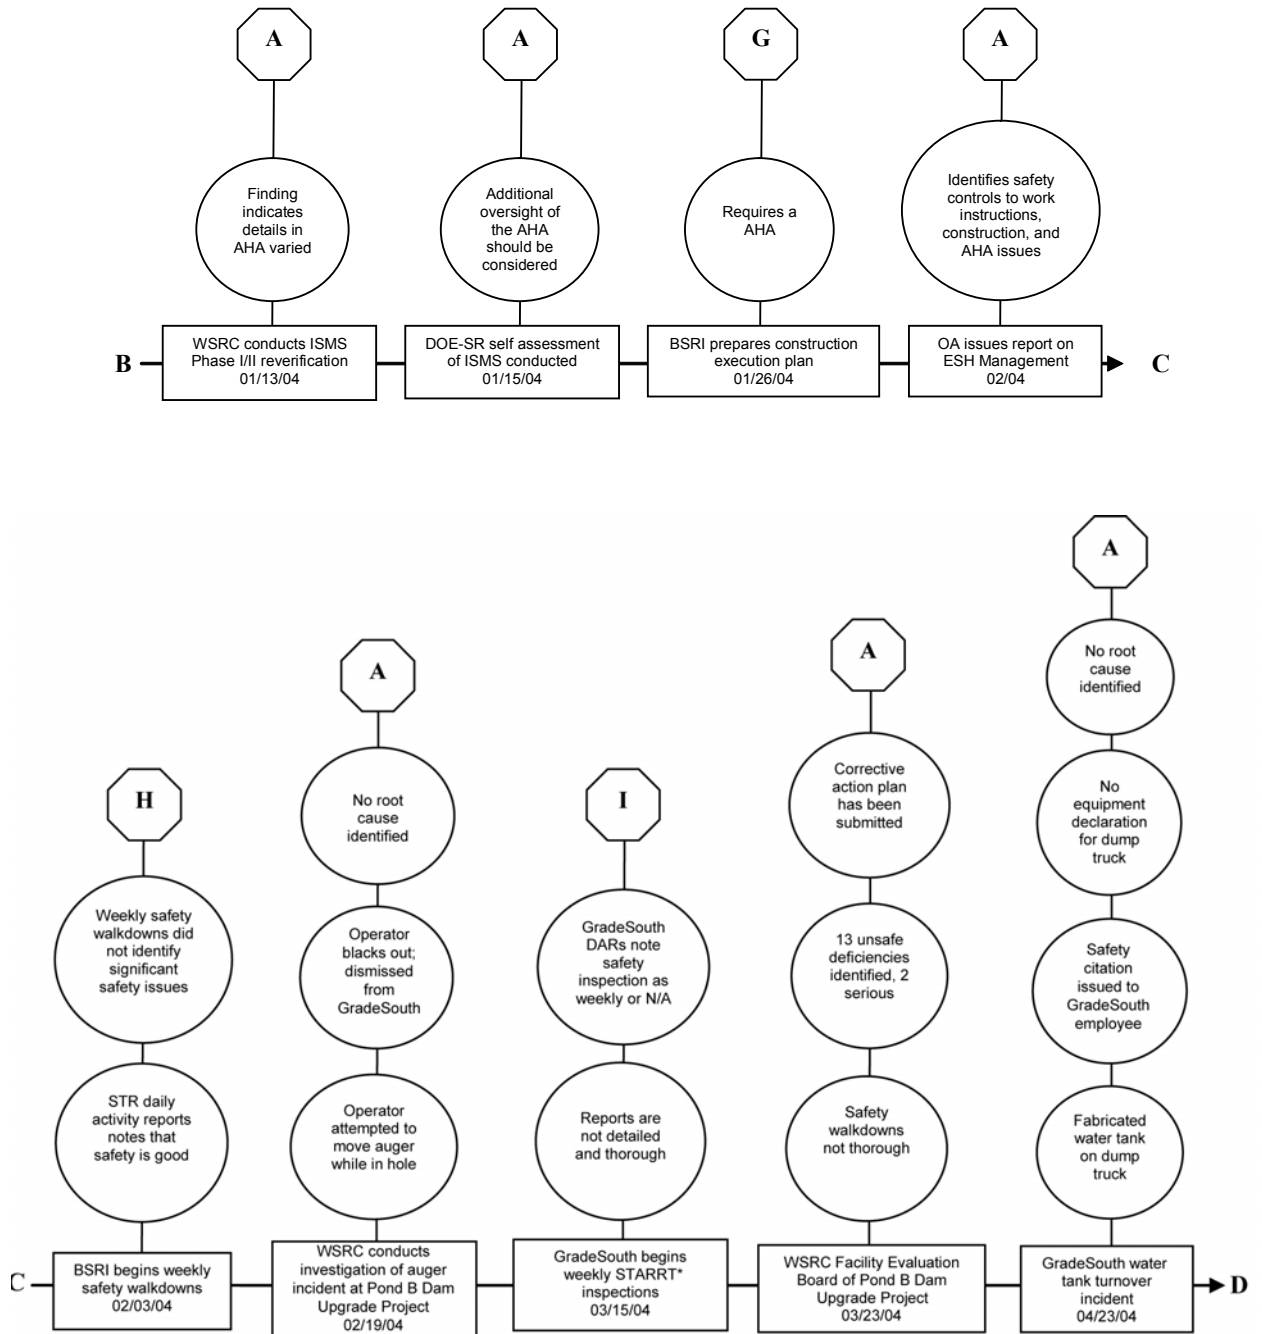 A
A
G
A
Finding
indicates
details in
AHA varied
Additional
oversight of
the AHA
should be
considered
Requires a
AHA
Identifies safety
controls to work
instructions,
construction, and
AHA issues
B
WSRC conducts ISMS
Phase I/II reverification
01/13/04
DOE-SR self assessment
of ISMS conducted
01/15/04
BSRI prepares construction
execution plan
01/26/04
OA issues report on
ESH Management
02/04
C
H
Weekly safety
walkdowns did
not identify
significant
safety issues
STR daily
activity reports
notes that
safety is good
A
No root
cause
identified
Operator
blacks out;
dismissed
from
GradeSouth
Operator
attempted to
move auger
while in hole
I
GradeSouth
DARs note
safety
inspection as
weekly or N/A
Reports are
not detailed
and thorough
A
Corrective
action plan
has been
submitted
13 unsafe
deficiencies
identified, 2
serious
Safety
walkdowns
not thorough
A
No root
cause
identified
No
equipment
declaration
for dump
truck
Safety
citation
issued to
GradeSouth
employee
Fabricated
water tank
on dump
truck
C
BSRI begins weekly
safety walkdowns
02/03/04
WSRC conducts
investigation of auger
incident at Pond B Dam
Upgrade Project
02/19/04
GradeSouth begins
weekly STARRT*
inspections
03/15/04
WSRC Facility Evaluation
Board of Pond B Dam
Upgrade Project
03/23/04
GradeSouth water
tank turnover
incident
04/23/04
D